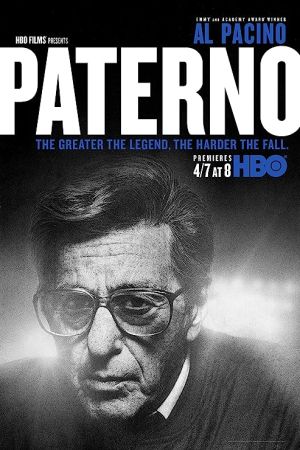 HBO FILMS PRESENTS
EMMY AND ACADEMY AWARD WINNER
AL PACINO
PATERNO
THE GREATER THE LEGEND, THE HARDER THE FALL.
PREMIERES
4/7 AT 8 HBO